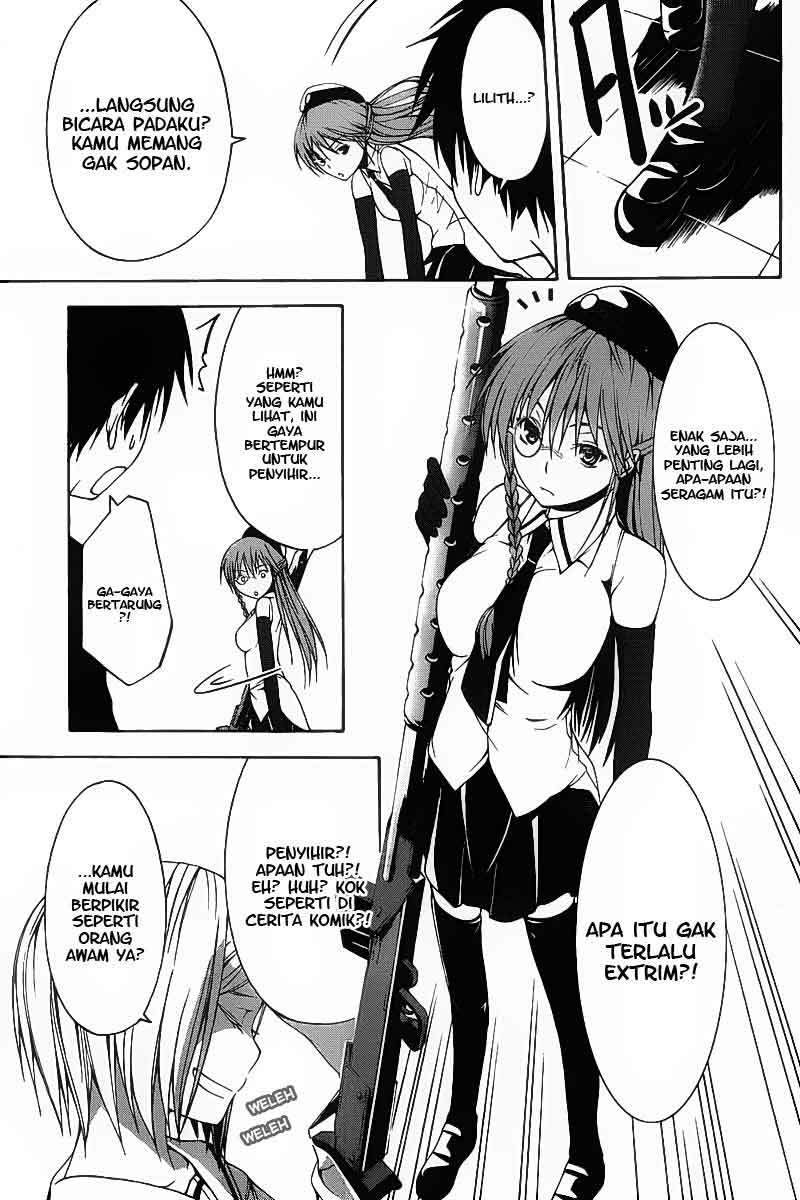 LILITH...?
...LANGSUNG
BICARA PADAKU?
KAMU MEMANG
GAK SOPAN.
ENAK SAJA...
YANG LEBIH
PENTING LAGI,
APA-APAAN
SERAGAM ITU?!
APA ITU GAK
TERLALU
EXTRIM?!
HMM?
SEPERTI
YANG KAMU
LIHAT, INI
GAYA
BERTEMPUR
UNTUK
PENYIHIR...
GA-GAYA
BERTARUNG
?!
PENYIHIR?!
APAAN TUH?!
EH? HUH? KOK
SEPERTI DI
CERITA KOMIK?!
...KAMU
MULAI
BERPIKIR
SEPERTI
ORANG
AWAM YA?
WELEH
WELEH